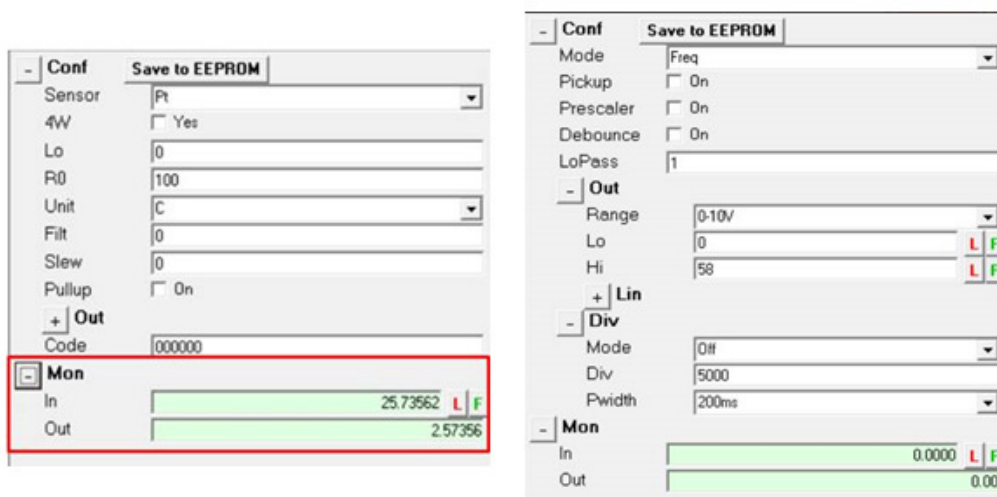 - Conf Save to EEPROM
Sensor Pt
4W Yes
Lo 0
R0 100
Unit C
Filt 0
Slew 0
Pullup On
+ Out
Code 000000
- Mon
In 25.73562 L F
Out 2.57356
- Conf Save to EEPROM
Mode Freq
Pickup On
Prescaler On
Debounce On
LoPass 1
- Out
Range 0-10V
Lo 0 L F
Hi 58 L F
+ Lin
- Div
Mode Off
Div 5000
Pwidth 200ms
- Mon
In 0.0000 L F
Out 0.00